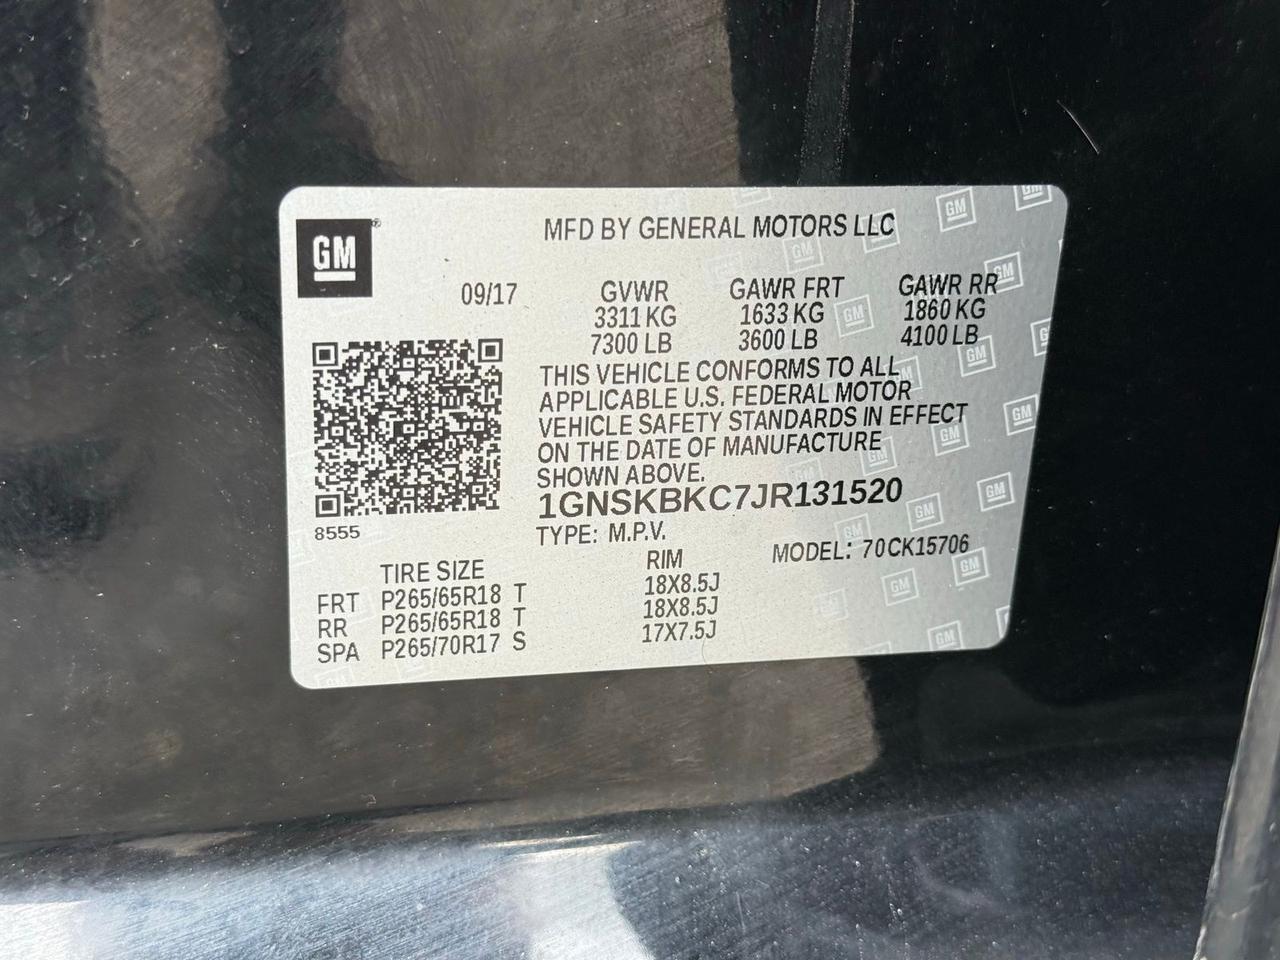 GM
MFD BY GENERAL MOTORS LLC
09/17
GVWR GAWR FRT GAWR RR
3311 KG 1633 KG 1860 KG
7300 LB 3600 LB 4100 LB
THIS VEHICLE CONFORMS TO ALL
APPLICABLE U.S. FEDERAL MOTOR
VEHICLE SAFETY STANDARDS IN EFFECT
ON THE DATE OF MANUFACTURE
SHOWN ABOVE.
1GNSKBKC7JR131520
8555
TYPE: M.P.V. MODEL: 70CK15706
TIRE SIZE RIM
FRT P265/65R18 T 18X8.5J
RR P265/65R18 T 18X8.5J
SPA P265/70R17 S 17X7.5J